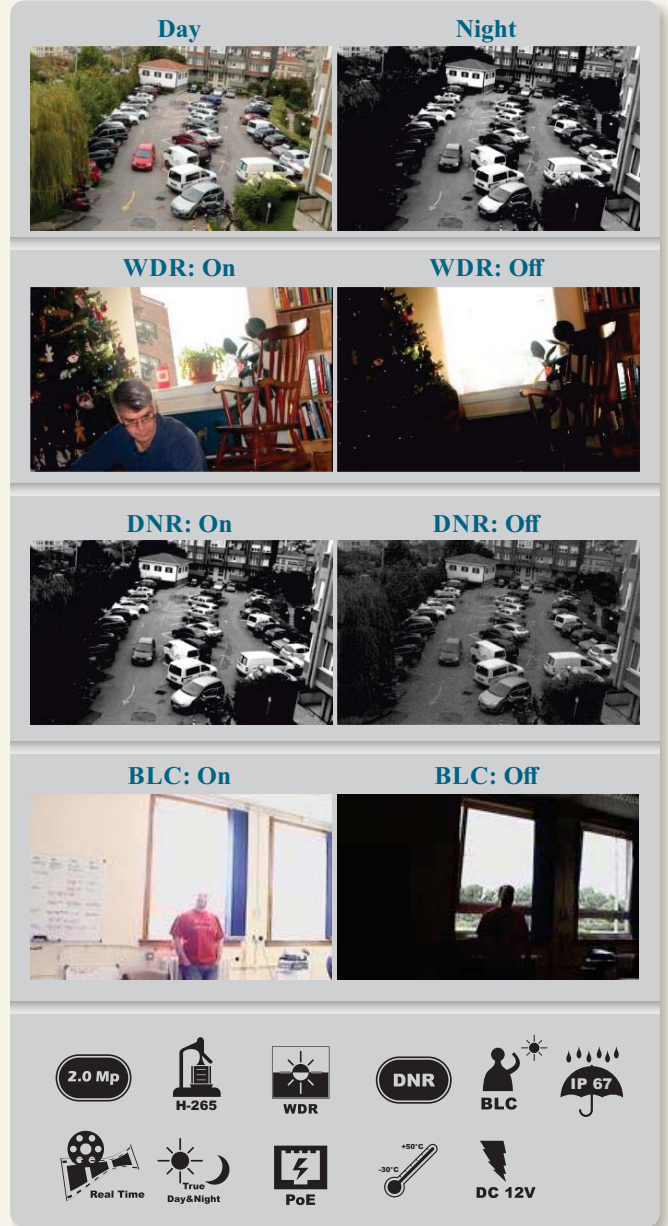 Day
Night
WDR: On
WDR: Off
DNR: On
DNR: Off
BLC: On
BLC: Off
2.0 Mp
H-265
WDR
DNR
BLC
IP 67
Real Time
True
Day&Night
PoE
+50°C
-30°C
DC 12V